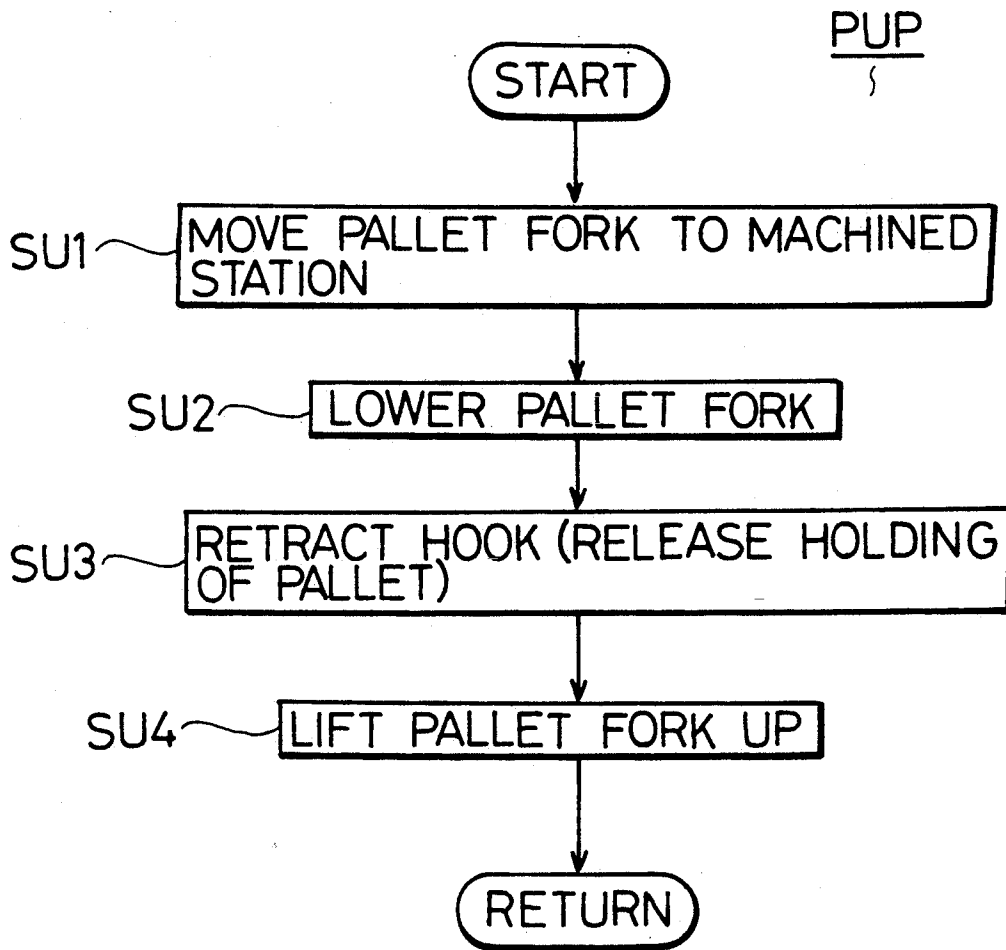 PUP
START
SU1
MOVE PALLET FORK TO MACHINED
STATION
SU2
LOWER PALLET FORK
SU3
RETRACT HOOK (RELEASE HOLDING
OF PALLET)
SU4
LIFT PALLET FORK UP
RETURN